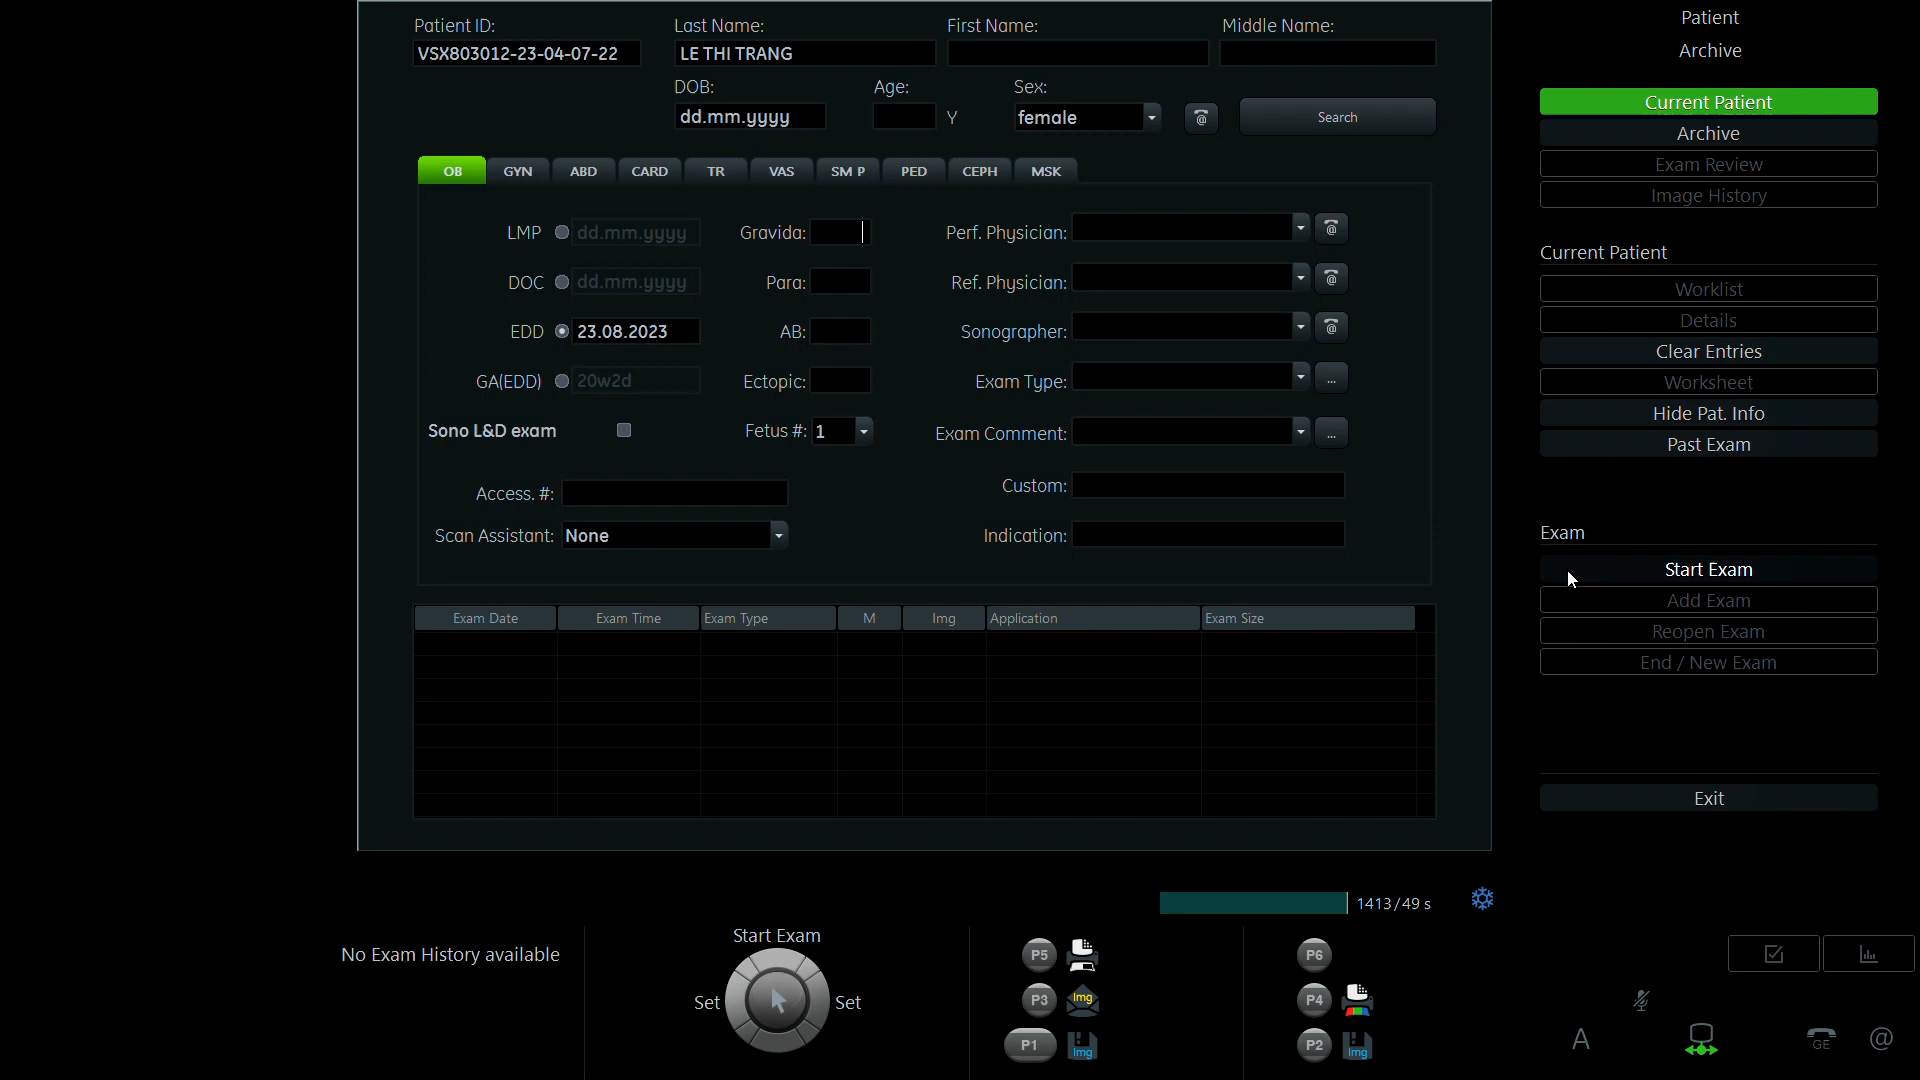 Patient ID: Last Name: First Name: Middle Name:
VSX803012-23-04-07-22 LE THI TRANG
DOB: Age: Sex:
dd.mm.yyyy Y female Search
OB GYN ABD CARD TR VAS SM P PED CEPH MSK
LMP dd.mm.yyyy Gravida: Perf. Physician:
DOC dd.mm.yyyy Para: Ref. Physician:
EDD 23.08.2023 AB: Sonographer:
GA(EDD) 20w2d Ectopic: Exam Type: ...
Sono L&D exam Fetus #: 1 Exam Comment: ...
Access. #: Custom:
Scan Assistant: None Indication:
Exam Date Exam Time Exam Type M Img Application Exam Size
Patient
Archive
Current Patient
Archive
Exam Review
Image History
Current Patient
Worklist
Details
Clear Entries
Worksheet
Hide Pat. Info
Past Exam
Exam
Start Exam
Add Exam
Reopen Exam
End / New Exam
Exit
1413/49 s
No Exam History available
Start Exam
Set Set
P5 P6
P3 Img P4
P1 Img P2 Img
A GE @